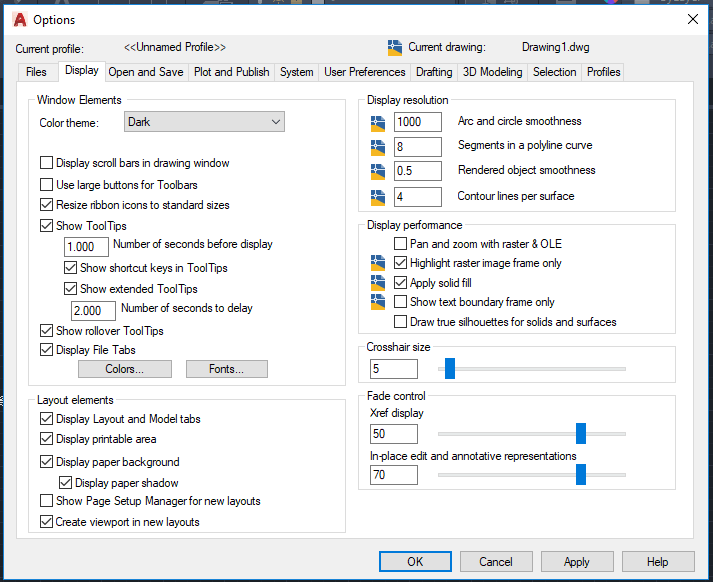 A Options
Current profile: <<Unnamed Profile>> Current drawing: Drawing1.dwg
Files Display Open and Save Plot and Publish System User Preferences Drafting 3D Modeling Selection Profiles
Window Elements
Color theme: Dark
Display scroll bars in drawing window
Use large buttons for Toolbars
Resize ribbon icons to standard sizes
Show ToolTips
1.000 Number of seconds before display
Show shortcut keys in ToolTips
Show extended ToolTips
2.000 Number of seconds to delay
Show rollover ToolTips
Display File Tabs
Colors... Fonts...
Layout elements
Display Layout and Model tabs
Display printable area
Display paper background
Display paper shadow
Show Page Setup Manager for new layouts
Create viewport in new layouts
Display resolution
1000 Arc and circle smoothness
8 Segments in a polyline curve
0.5 Rendered object smoothness
4 Contour lines per surface
Display performance
Pan and zoom with raster & OLE
Highlight raster image frame only
Apply solid fill
Show text boundary frame only
Draw true silhouettes for solids and surfaces
Crosshair size
5
Fade control
Xref display
50
In-place edit and annotative representations
70
OK Cancel Apply Help